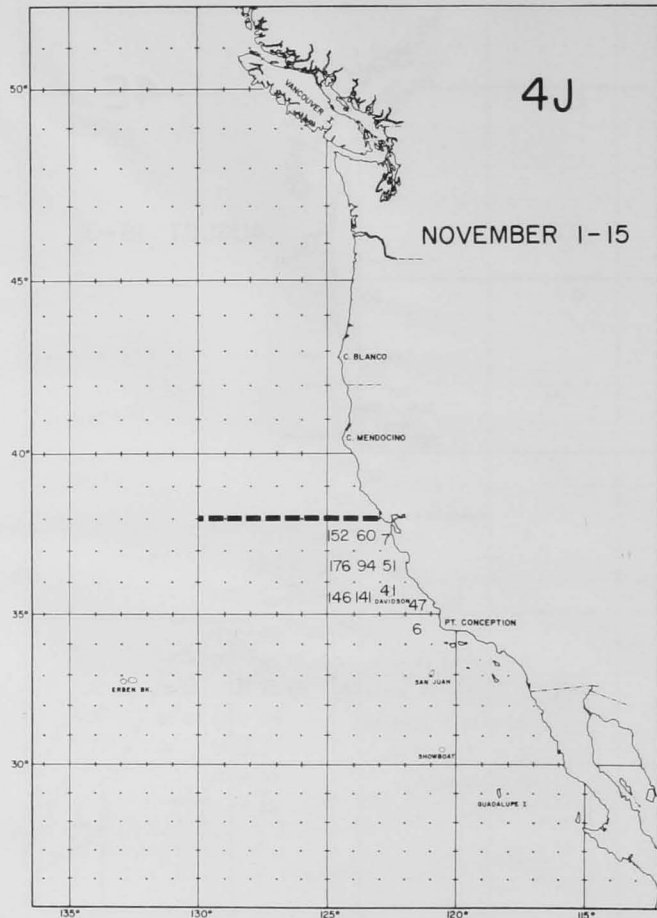 4J
50°
VANCOUVER I.
NOVEMBER 1-15
45°
C. BLANCO
C. MENDOCINO
40°
152 60 7
176 94 51
146 141 41
DAVIDSON 47
35°
6 PT. CONCEPTION
ERBEN BK.
SAN JUAN
SHOWBOAT
30°
GUADALUPE I.
135° 130° 125° 120° 115°